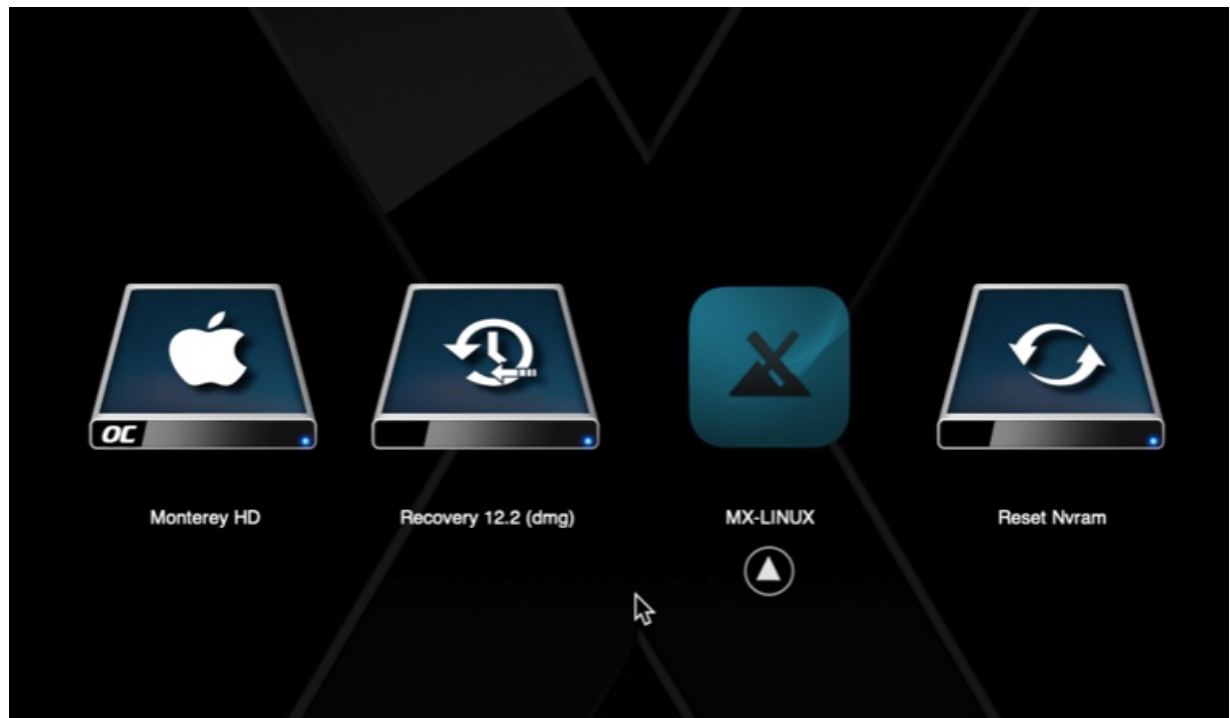 OC
Monterey HD
Recovery 12.2 (dmg)
MX-LINUX
Reset Nvram